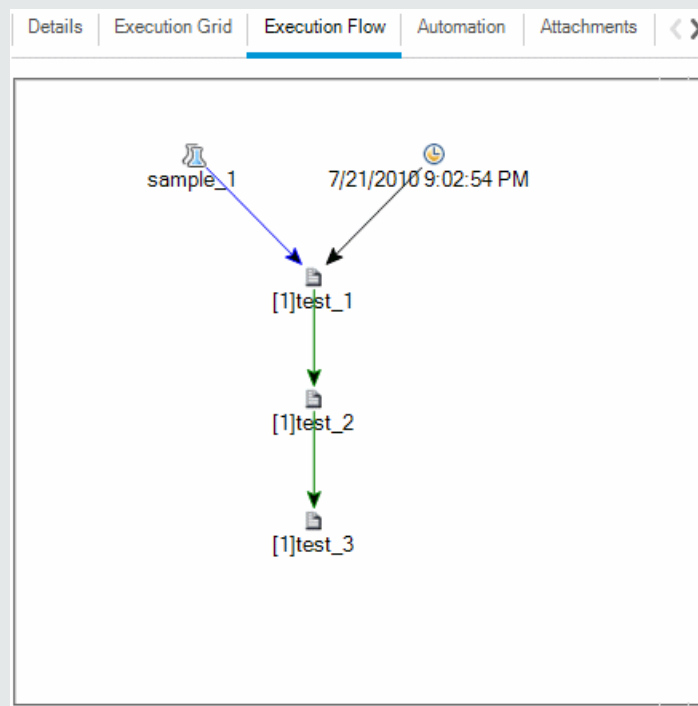 Details Execution Grid Execution Flow Automation Attachments
sample_1 7/21/2010 9:02:54 PM
[1]test_1
[1]test_2
[1]test_3